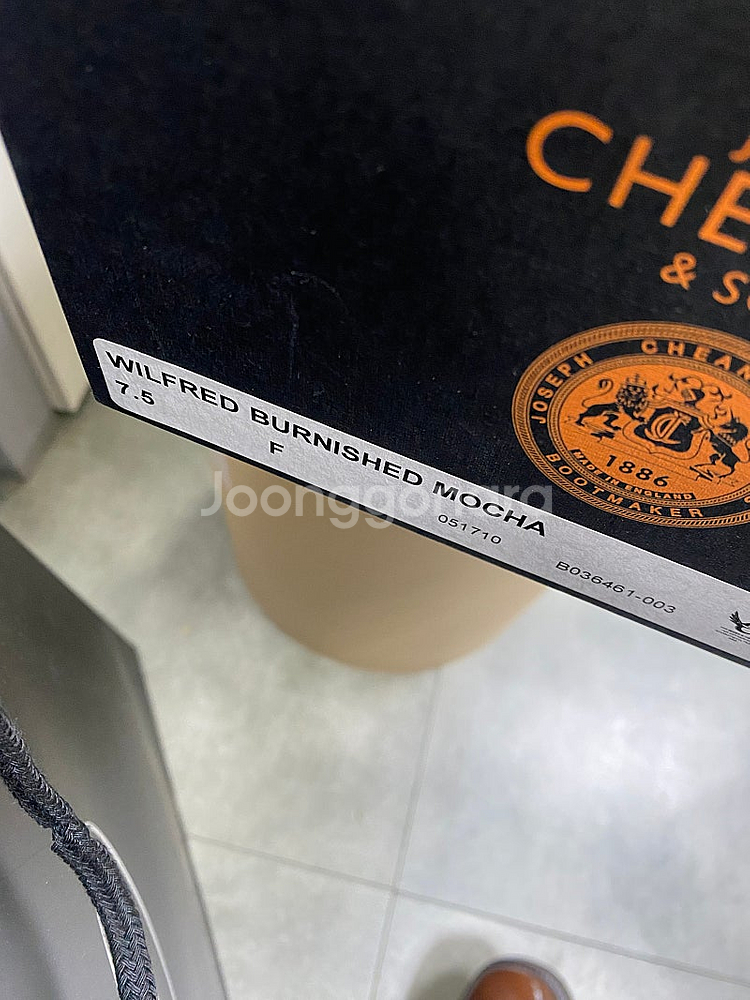 CHE
& S
JOSEPH CHEAN
1886
MADE IN ENGLAND
BOOTMAKER
WILFRED BURNISHED MOCHA
7.5 F 051710 B036461-003
Joonggonara